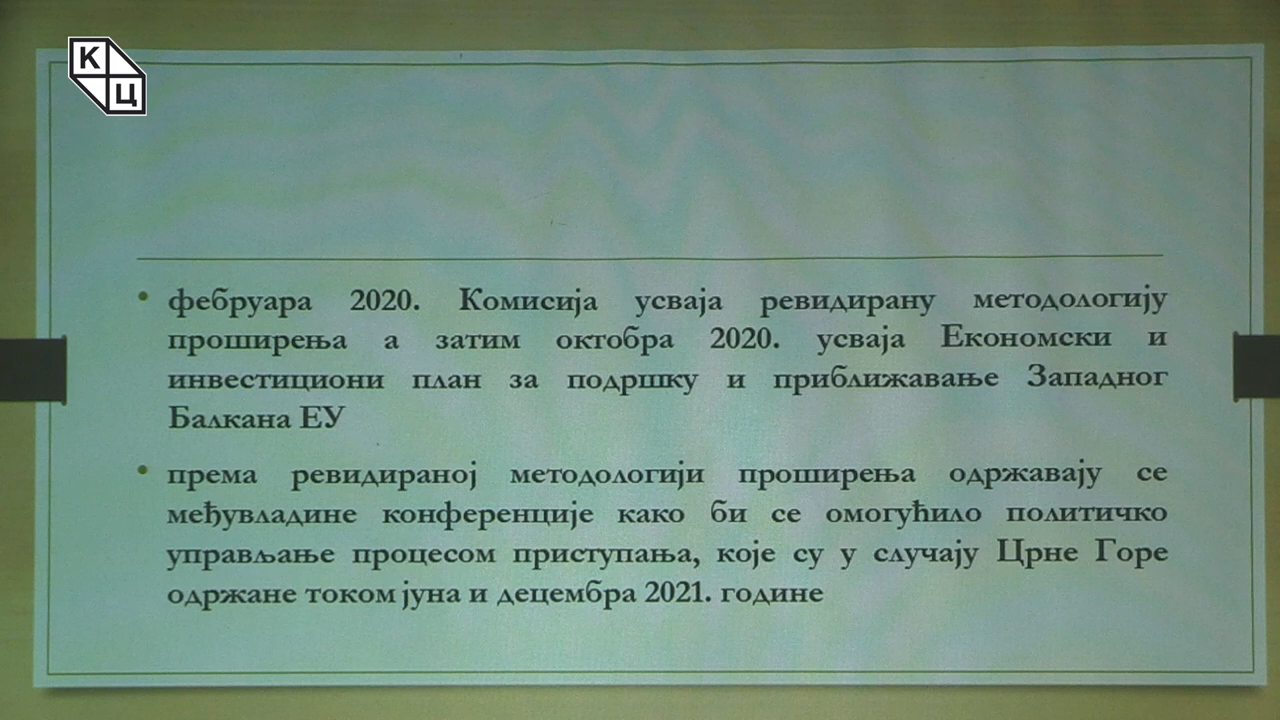 К
Ц
• фебруара 2020. Комисија усваја ревидирану методологију
проширења а затим октобра 2020. усваја Економски и
инвестициони план за подршку и приближавање Западног
Балкана ЕУ
• према ревидираној методологији проширења одржавају се
међувладине конференције како би се омогућило политичко
управљање процесом приступања, које су у случају Црне Горе
одржане током јуна и децембра 2021. године